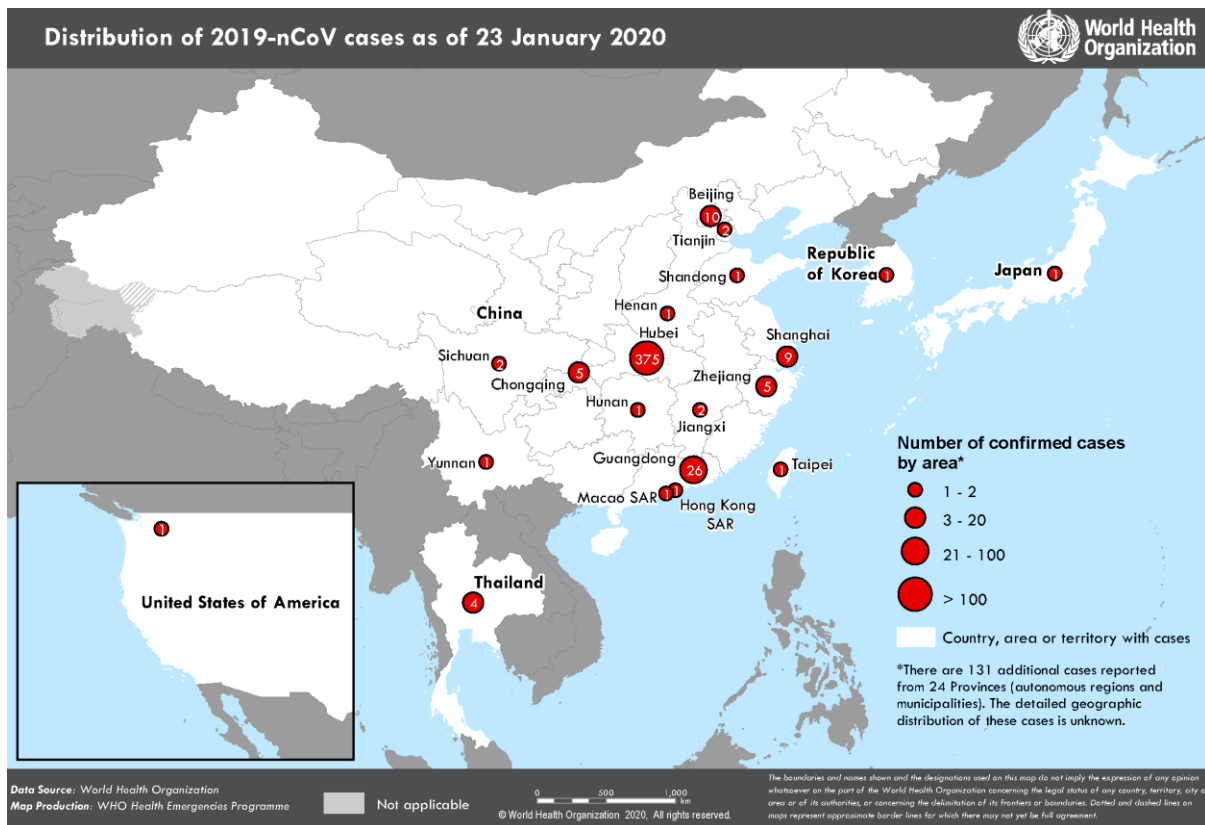 Distribution of 2019-nCoV cases as of 23 January 2020
World Health
Organization
Beijing
10
2
Tianjin
Shandong
1
Republic
of Korea
1
Japan
1
Henan
1
China
Hubei
375
Shanghai
9
Sichuan
2
Chongqing
5
Zhejiang
5
Hunan
1
2
Jiangxi
Yunnan
1
Guangdong
26
1
Taipei
Macao SAR
1
1
Hong Kong
SAR
Thailand
4
1
United States of America
Number of confirmed cases
by area*
1 - 2
3 - 20
21 - 100
> 100
Country, area or territory with cases
*There are 131 additional cases reported
from 24 Provinces (autonomous regions and
municipalities). The detailed geographic
distribution of these cases is unknown.
Data Source: World Health Organization
Map Production: WHO Health Emergencies Programme
Not applicable
0 500 1,000
km
© World Health Organization 2020, All rights reserved.
The boundaries and names shown and the designations used on this map do not imply the expression of any opinion
whatsoever on the part of the World Health Organization concerning the legal status of any country, territory, city o
area or of its authorities, or concerning the delimitation of its frontiers or boundaries. Dotted and dashed lines on
maps represent approximate border lines for which there may not yet be full agreement.